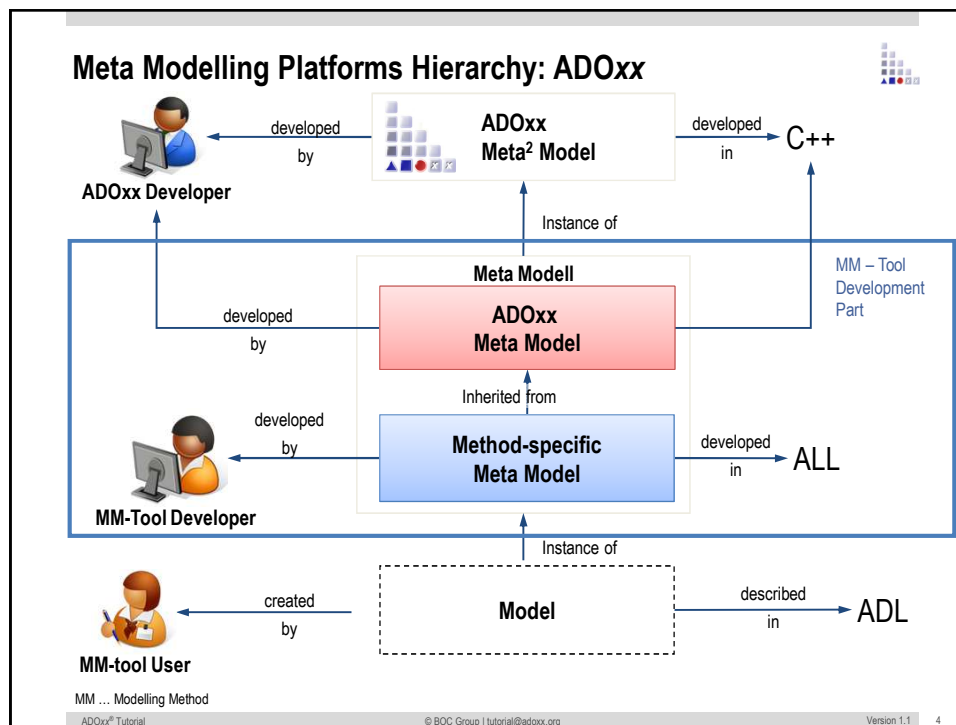 Meta Modelling Platforms Hierarchy: ADOxx
developed
by
ADOxx
Meta² Model
developed
in
C++
ADOxx Developer
Instance of
MM – Tool
Development
Part
Meta Modell
developed
by
ADOxx
Meta Model
Inherited from
developed
by
Method-specific
Meta Model
developed
in
ALL
MM-Tool Developer
Instance of
created
by
Model
described
in
ADL
MM-tool User
MM … Modelling Method
ADOxx® Tutorial
© BOC Group | tutorial@adoxx.org
Version 1.1
4